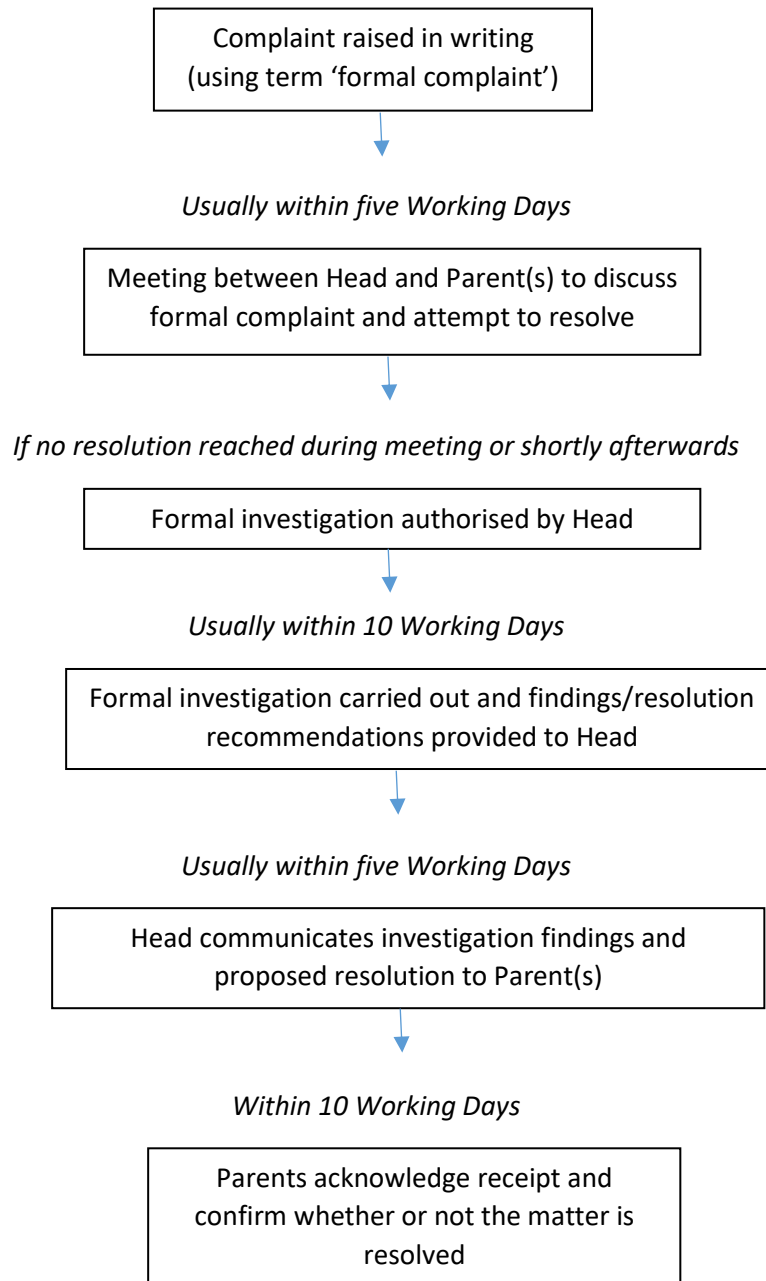 Complaint raised in writing
(using term ‘formal complaint’)
Usually within five Working Days
Meeting between Head and Parent(s) to discuss
formal complaint and attempt to resolve
If no resolution reached during meeting or shortly afterwards
Formal investigation authorised by Head
Usually within 10 Working Days
Formal investigation carried out and findings/resolution
recommendations provided to Head
Usually within five Working Days
Head communicates investigation findings and
proposed resolution to Parent(s)
Within 10 Working Days
Parents acknowledge receipt and
confirm whether or not the matter is
resolved